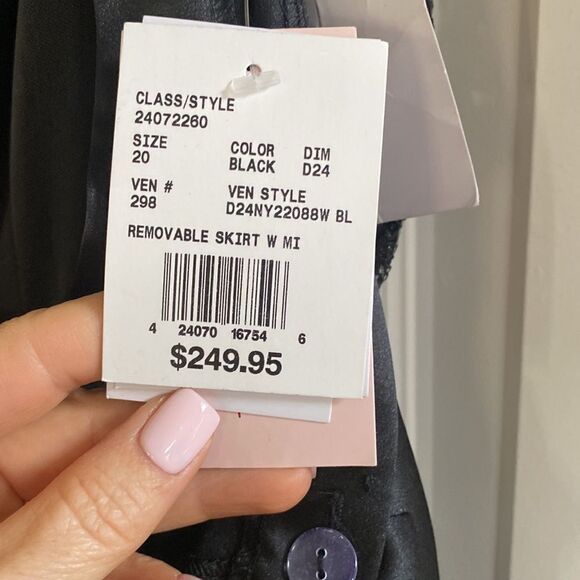 CLASS/STYLE
24072260
SIZE COLOR DIM
20 BLACK D24
VEN # VEN STYLE
298 D24NY22088W BL
REMOVABLE SKIRT W MI
4 24070 16754 6
$249.95